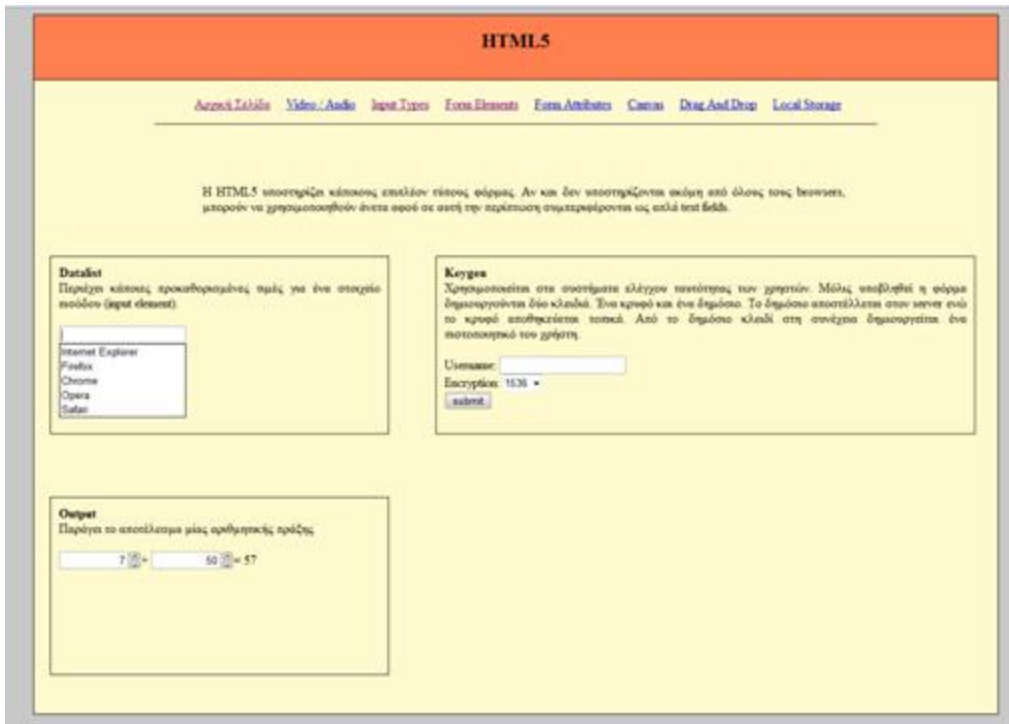 HTML5
Αρχική Σελίδα Video / Audio Input Types Form Elements Form Attributes Canvas Drag And Drop Local Storage
Η HTML5 υποστηρίζει κάποιους επιπλέον τύπους φόρμας. Αν και δεν υποστηρίζονται ακόμη από όλους τους browsers,
μπορούν να χρησιμοποιηθούν άνετα αφού σε αυτή την περίπτωση συμπεριφέρονται ως απλά text fields.
Datalist
Περιέχει κάποιες προκαθορισμένες τιμές για ένα στοιχείο
εισόδου (input element).
Internet Explorer
Firefox
Chrome
Opera
Safari
Keygen
Χρησιμοποιείται στα συστήματα ελέγχου ταυτότητας των χρηστών. Μόλις υποβληθεί η φόρμα
δημιουργούνται δύο κλειδιά. Ένα κρυφό και ένα δημόσιο. Το δημόσιο αποστέλλεται στον server ενώ
το κρυφό αποθηκεύεται τοπικά. Από το δημόσιο κλειδί στη συνέχεια δημιουργείται ένα
πιστοποιητικό του χρήστη.
Username:
Encryption: 1536
submit
Output
Παράγει το αποτέλεσμα μίας αριθμητικής πράξης.
7 + 50 = 57